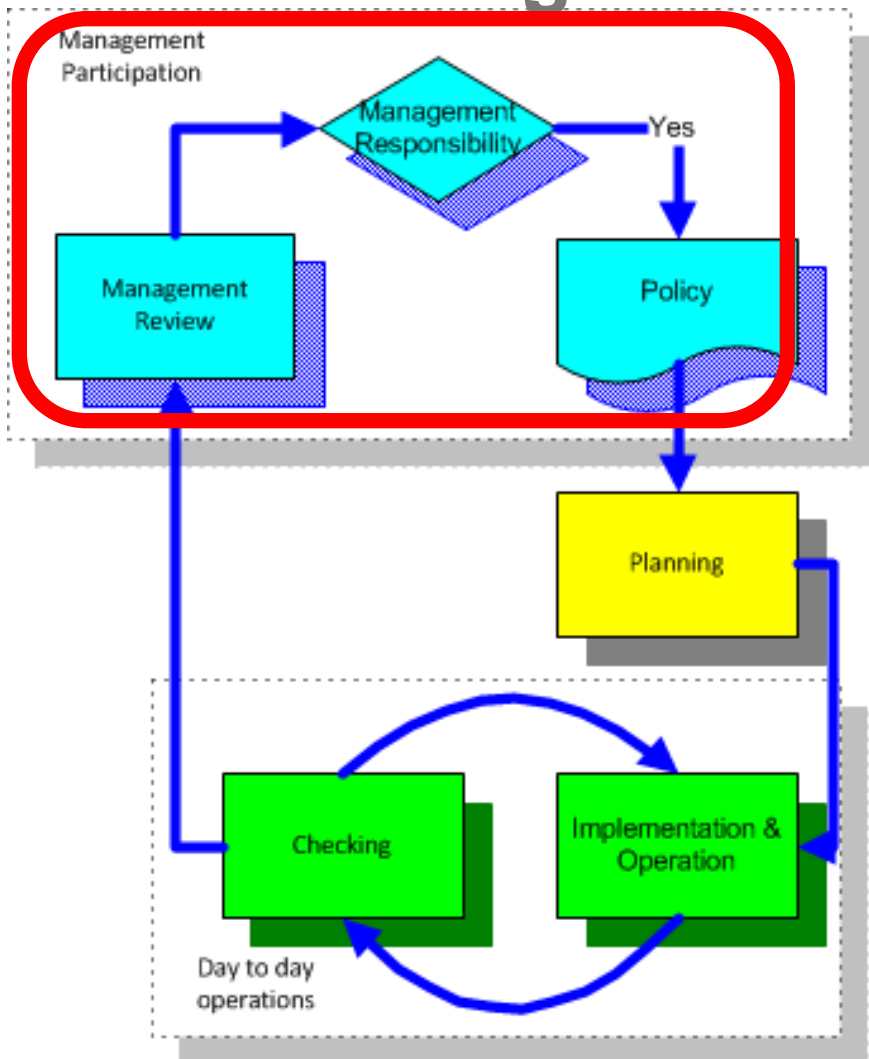 Management
Participation
Management
Responsibility
Yes
Management
Review
Policy
Planning
Checking
Implementation &
Operation
Day to day
operations